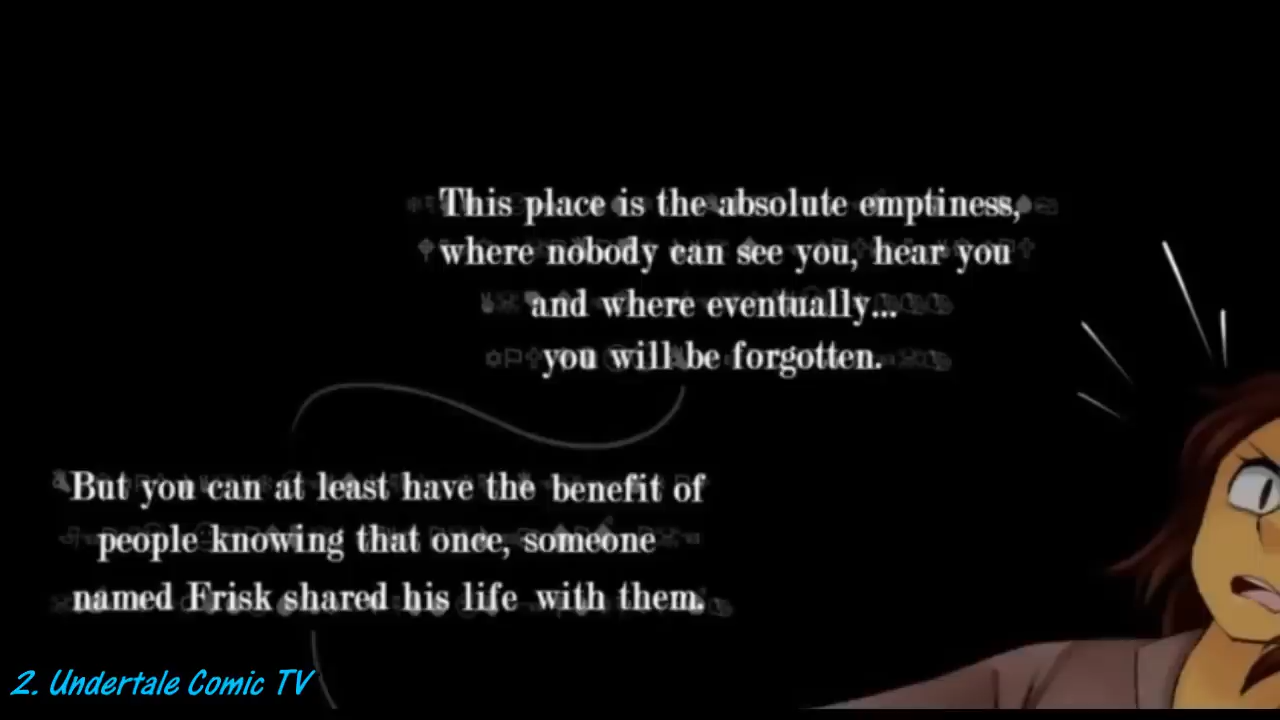 This place is the absolute emptiness,
where nobody can see you, hear you
and where eventually...
you will be forgotten.
But you can at least have the benefit of
people knowing that once, someone
named Frisk shared his life with them.
2. Undertale Comic TV